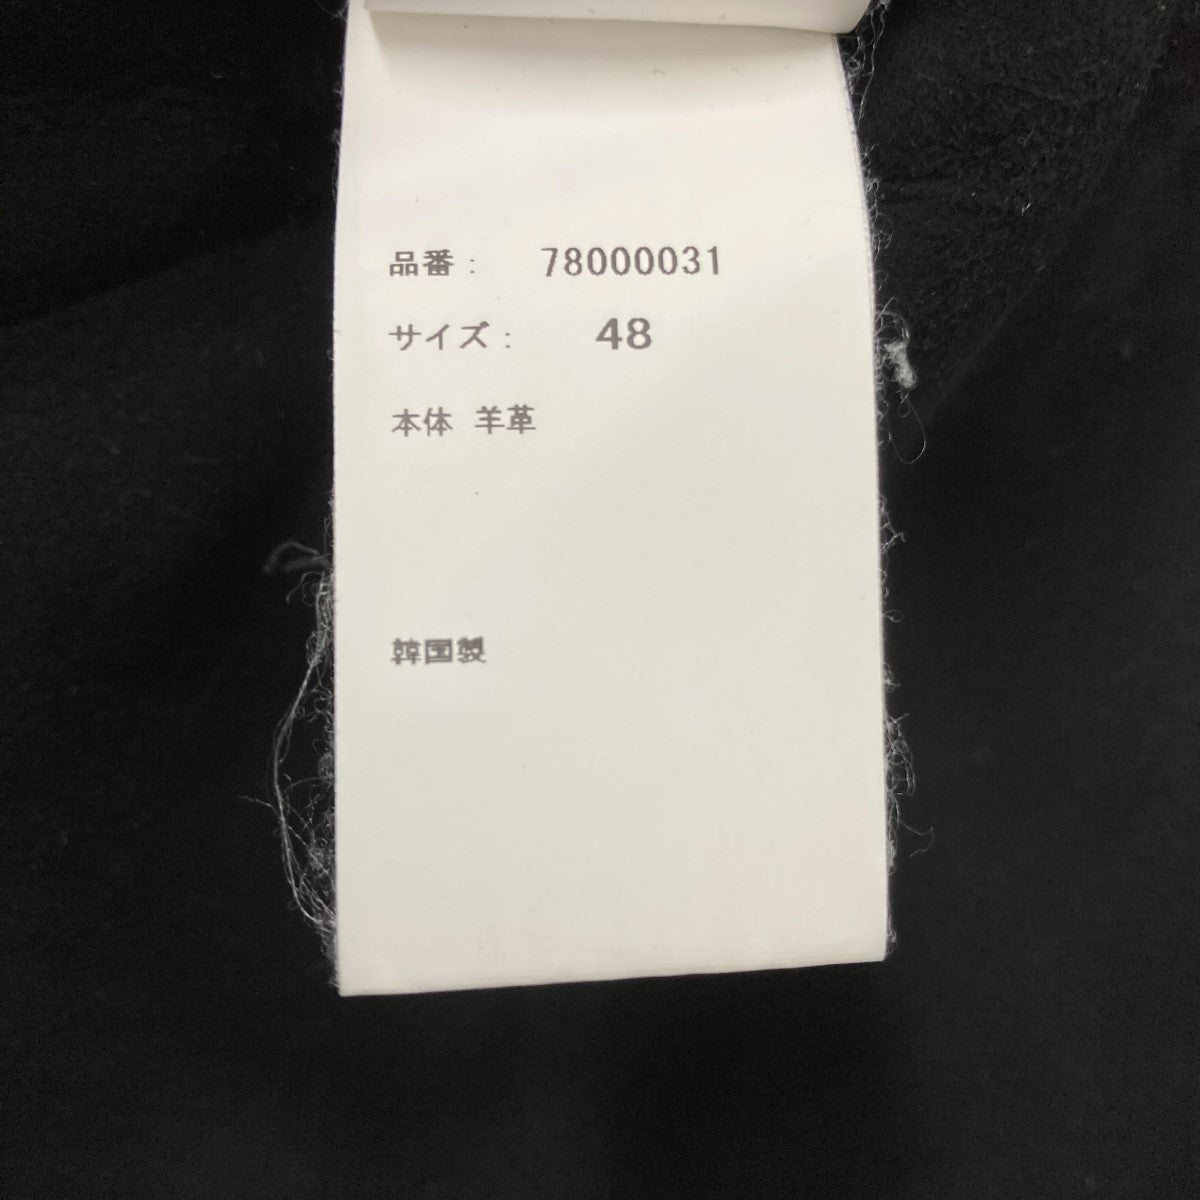 品番： 78000031
サイズ： 48
本体 羊革
韓国製